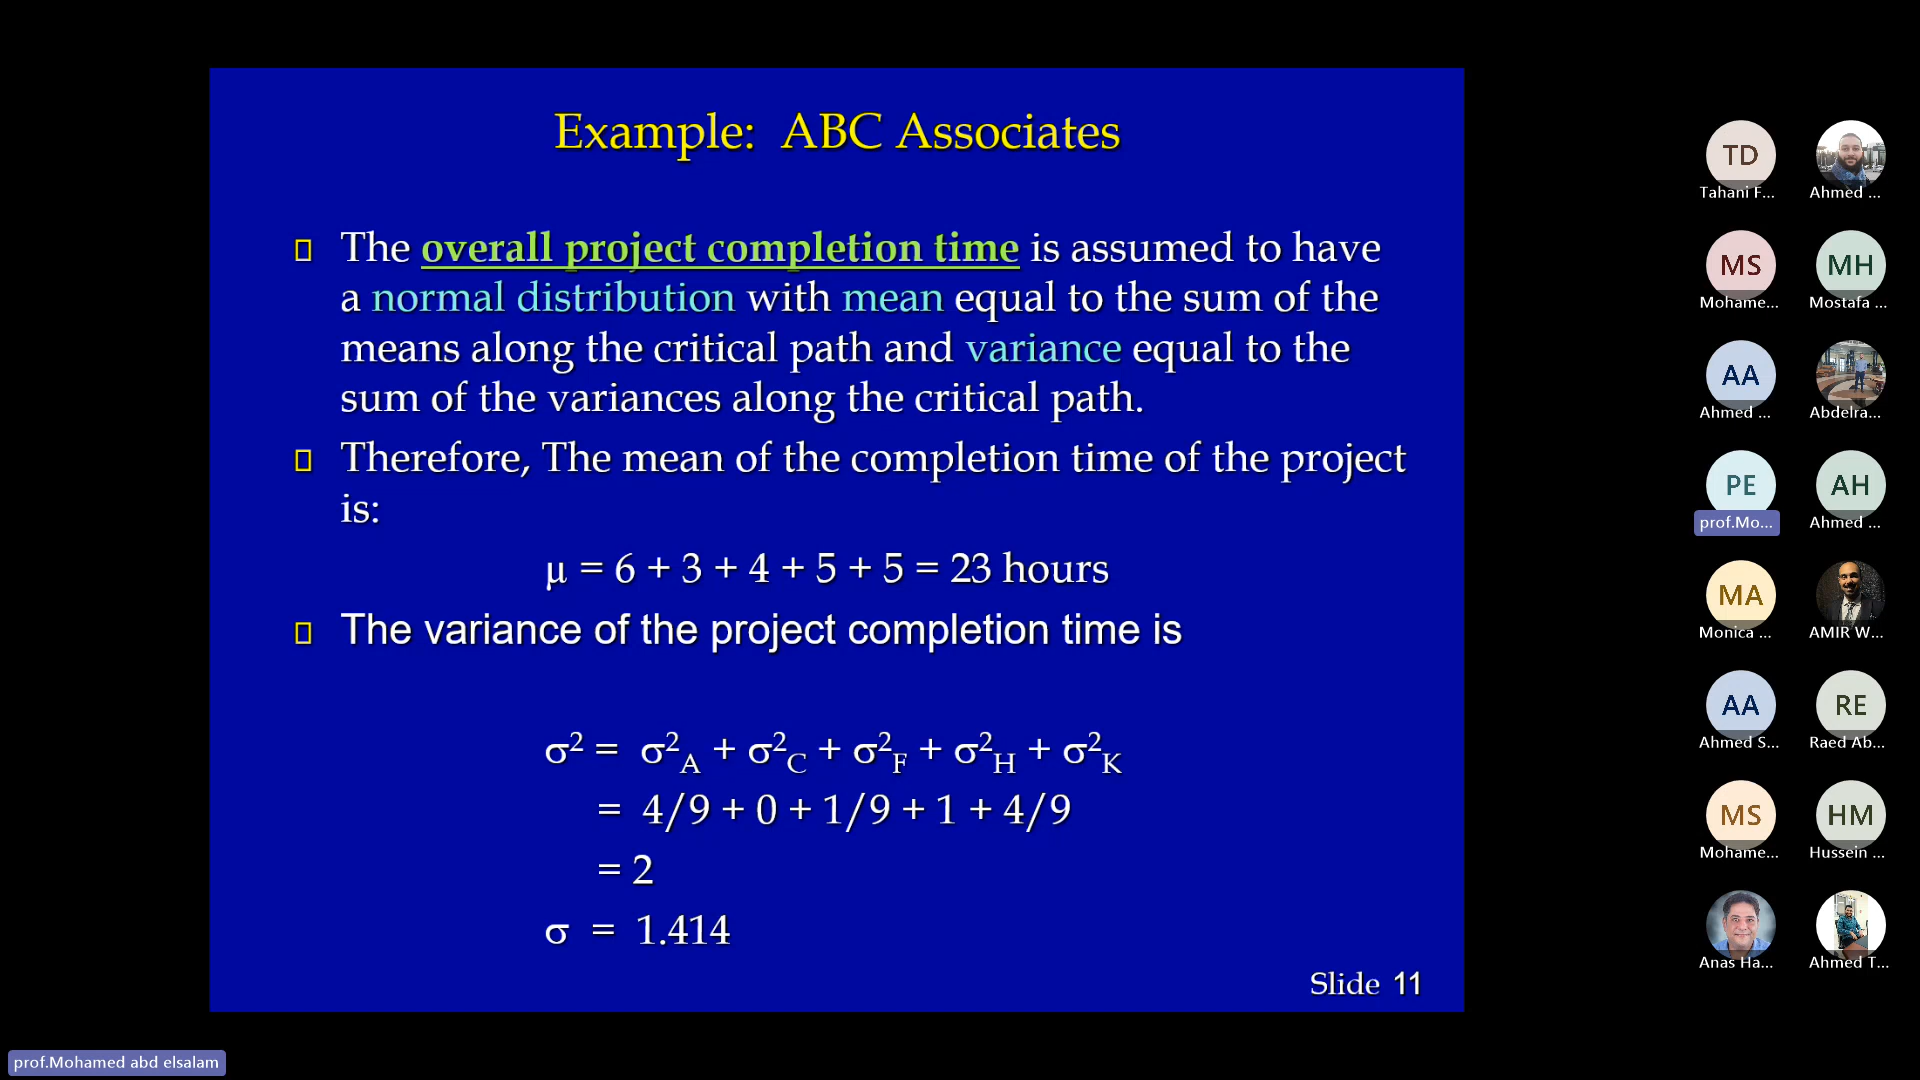 Example: ABC Associates
The overall project completion time is assumed to have
a normal distribution with mean equal to the sum of the
means along the critical path and variance equal to the
sum of the variances along the critical path.
Therefore, The mean of the completion time of the project
is:
µ = 6 + 3 + 4 + 5 + 5 = 23 hours
The variance of the project completion time is
σ² = σ²A + σ²C + σ²F + σ²H + σ²K
= 4/9 + 0 + 1/9 + 1 + 4/9
= 2
σ = 1.414
Slide 11
TD
Tahani F...
Ahmed ...
MS
Mohame...
MH
Mostafa ...
AA
Ahmed ...
Abdelra...
PE
prof.Mo...
AH
Ahmed ...
MA
Monica ...
AMIR W...
AA
Ahmed S...
RE
Raed Ab...
MS
Mohame...
HM
Hussein ...
Anas Ha...
Ahmed T...
prof.Mohamed abd elsalam